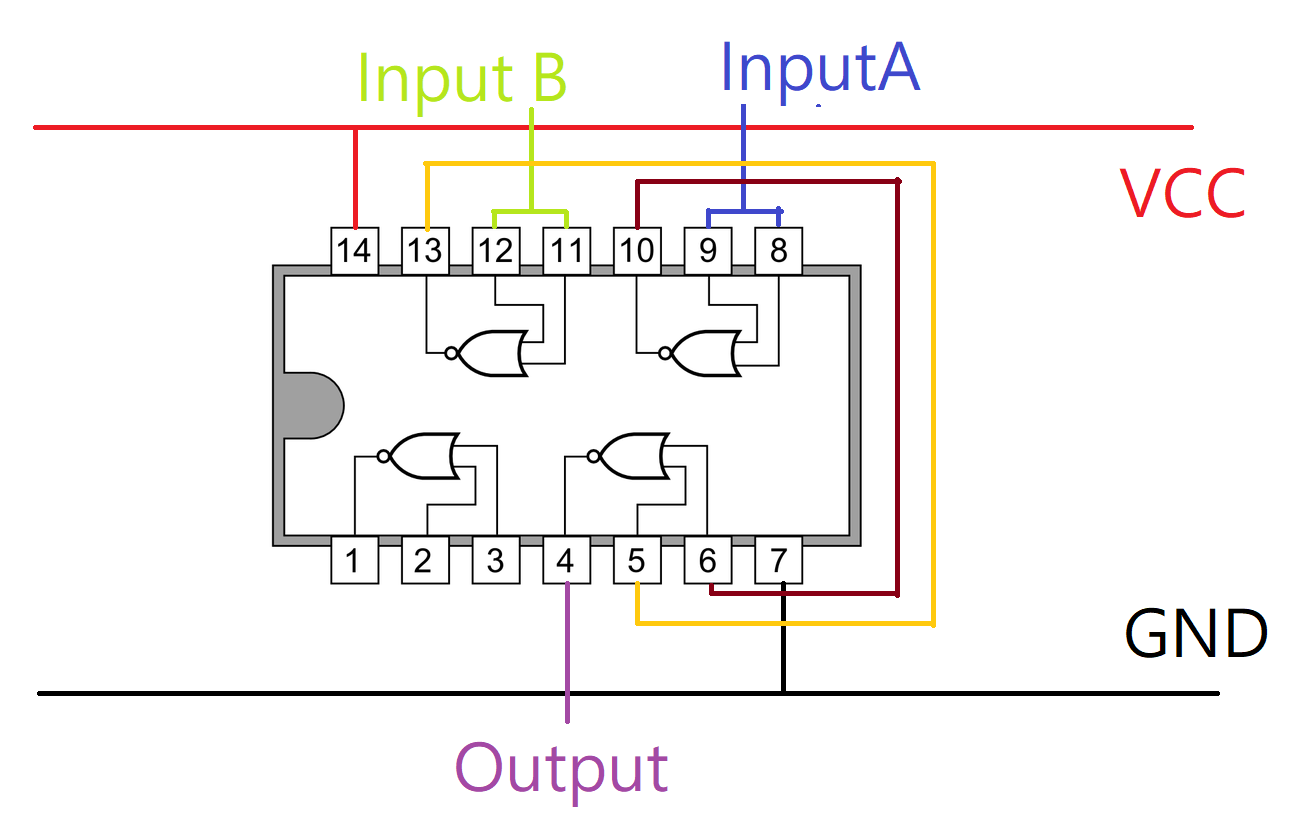 Input B
InputA
VCC
14 13 12 11 10 9 8
1 2 3 4 5 6 7
GND
Output